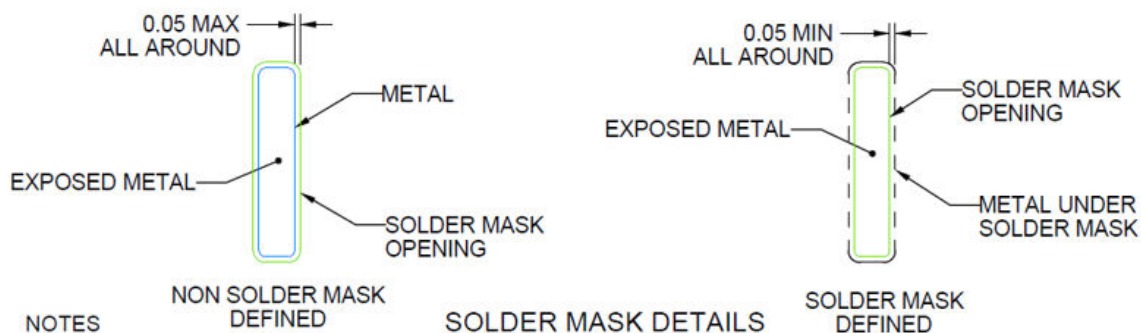 0.05 MAX
ALL AROUND
METAL
EXPOSED METAL
SOLDER MASK
OPENING
NON SOLDER MASK
DEFINED
0.05 MIN
ALL AROUND
SOLDER MASK
OPENING
EXPOSED METAL
METAL UNDER
SOLDER MASK
SOLDER MASK
DEFINED
NOTES
SOLDER MASK DETAILS